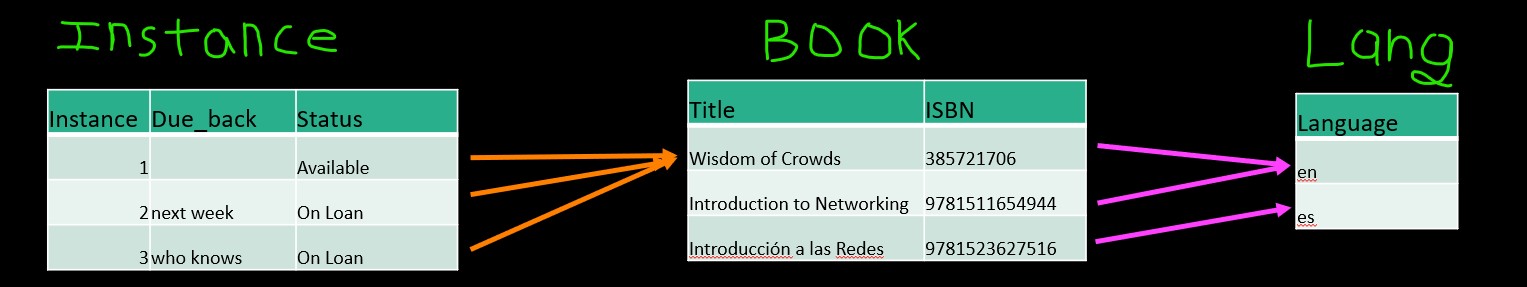 Instance
BOOK
Lang
Instance Due_back Status
1 Available
2 next week On Loan
3 who knows On Loan
Title ISBN
Wisdom of Crowds 385721706
Introduction to Networking 9781511654944
Introducción a las Redes 9781523627516
Language
en
es